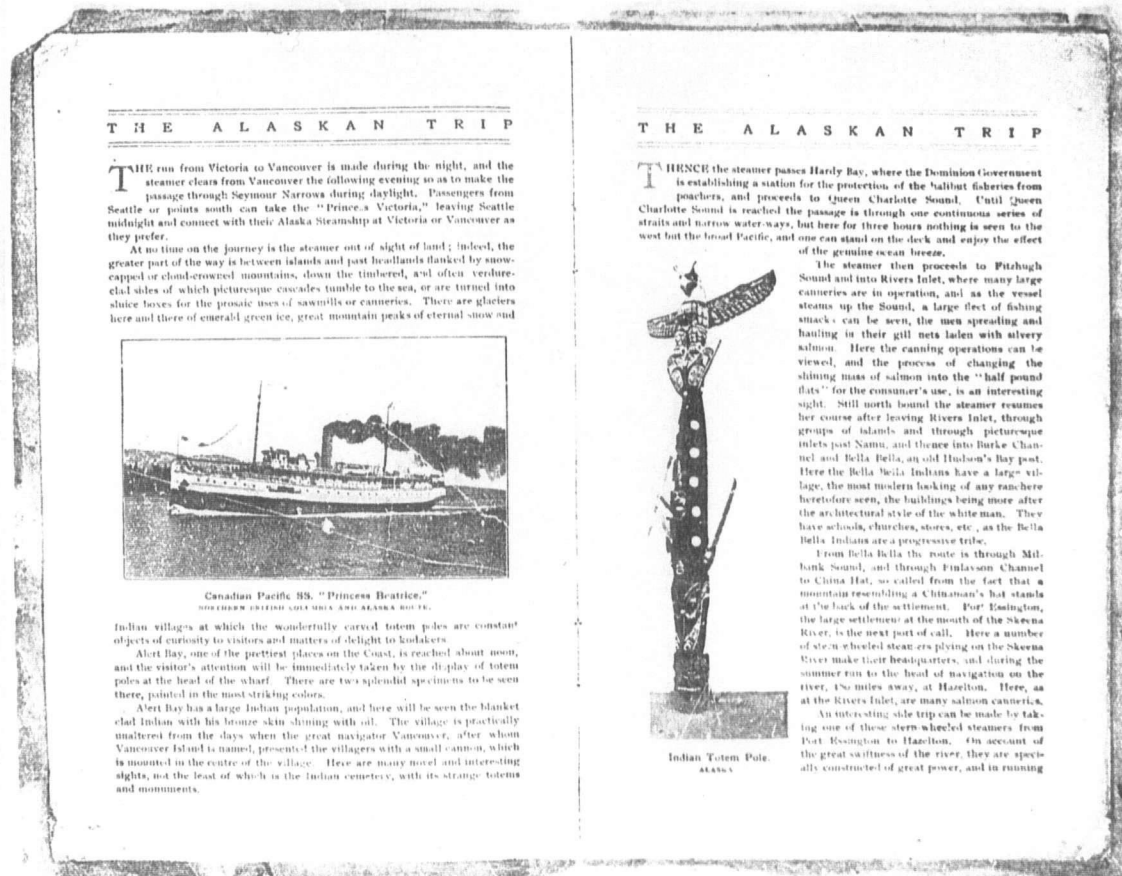 THE ALASKAN TRIP
THE run from Victoria to Vancouver is made during the night, and the
steamer clears from Vancouver the following evening so as to make the
passage through Seymour Narrows during daylight. Passengers from
Seattle or points south can take the "Princess Victoria," leaving Seattle
midnight and connect with their Alaska Steamship at Victoria or Vancouver as
they prefer.
At no time on the journey is the steamer out of sight of land; indeed, the
greater part of the way is between islands and past headlands flanked by snow-
capped or cloud-crowned mountains, down the timbered, and often verdure-
clad sides of which picturesque cascades tumble to the sea, or are turned into
sluice boxes for the prosaic uses of sawmills or canneries. There are glaciers
here and there of emerald green ice, great mountain peaks of eternal snow and
Canadian Pacific SS. "Princess Beatrice."
NORTHERN BRITISH COLUMBIA AND ALASKA ROUTE.
Indian villages at which the wonderfully carved totem poles are constant
objects of curiosity to visitors and matters of delight to kodakers.
Alert Bay, one of the prettiest places on the Coast, is reached about noon,
and the visitor's attention will be immediately taken by the display of totem
poles at the head of the wharf. There are two splendid specimens to be seen
there, painted in the most striking colors.
Alert Bay has a large Indian population, and here will be seen the blanket
clad Indian with his bronze skin shining with oil. The village is practically
unaltered from the days when the great navigator Vancouver, after whom
Vancouver Island is named, presented the villagers with a small cannon, which
is mounted in the centre of the village. Here are many novel and interesting
sights, not the least of which is the Indian cemetery, with its strange totems
and monuments.
THE ALASKAN TRIP
THENCE the steamer passes Hardy Bay, where the Dominion Government
is establishing a station for the protection of the halibut fisheries from
poachers, and proceeds to Queen Charlotte Sound. Until Queen
Charlotte Sound is reached the passage is through one continuous series of
straits and narrow water-ways, but here for three hours nothing is seen to the
west but the broad Pacific, and one can stand on the deck and enjoy the effect
of the genuine ocean breeze.
The steamer then proceeds to Fitzhugh
Sound and into Rivers Inlet, where many large
canneries are in operation, and as the vessel
steams up the Sound, a large fleet of fishing
smacks can be seen, the men spreading and
hauling in their gill nets laden with silvery
salmon. Here the canning operations can be
viewed, and the process of changing the
shining mass of salmon into the "half pound
flats" for the consumer's use, is an interesting
sight. Still north bound the steamer resumes
her course after leaving Rivers Inlet, through
groups of islands and through picturesque
inlets past Namu, and thence into Burke Chan-
nel and Bella Bella, an old Hudson's Bay post.
Here the Bella Bella Indians have a large vil-
lage, the most modern looking of any ranchere
heretofore seen, the buildings being more after
the architectural style of the white man. They
have schools, churches, stores, etc., as the Bella
Bella Indians are a progressive tribe.
From Bella Bella the route is through Mil-
bank Sound, and through Finlayson Channel
to China Hat, so called from the fact that a
mountain resembling a Chinaman's hat stands
at the back of the settlement. Port Essington,
the large settlement at the mouth of the Skeena
River, is the next port of call. Here a number
of stern wheeled steamers plying on the Skeena
River make their headquarters, and during the
summer run to the head of navigation on the
river, 180 miles away, at Hazelton. Here, as
at the Rivers Inlet, are many salmon canneries.
An interesting side trip can be made by tak-
ing one of these stern-wheeled steamers from
Port Essington to Hazelton. On account of
the great swiftness of the river, they are speci-
ally constructed of great power, and in running
Indian Totem Pole.
ALASKA